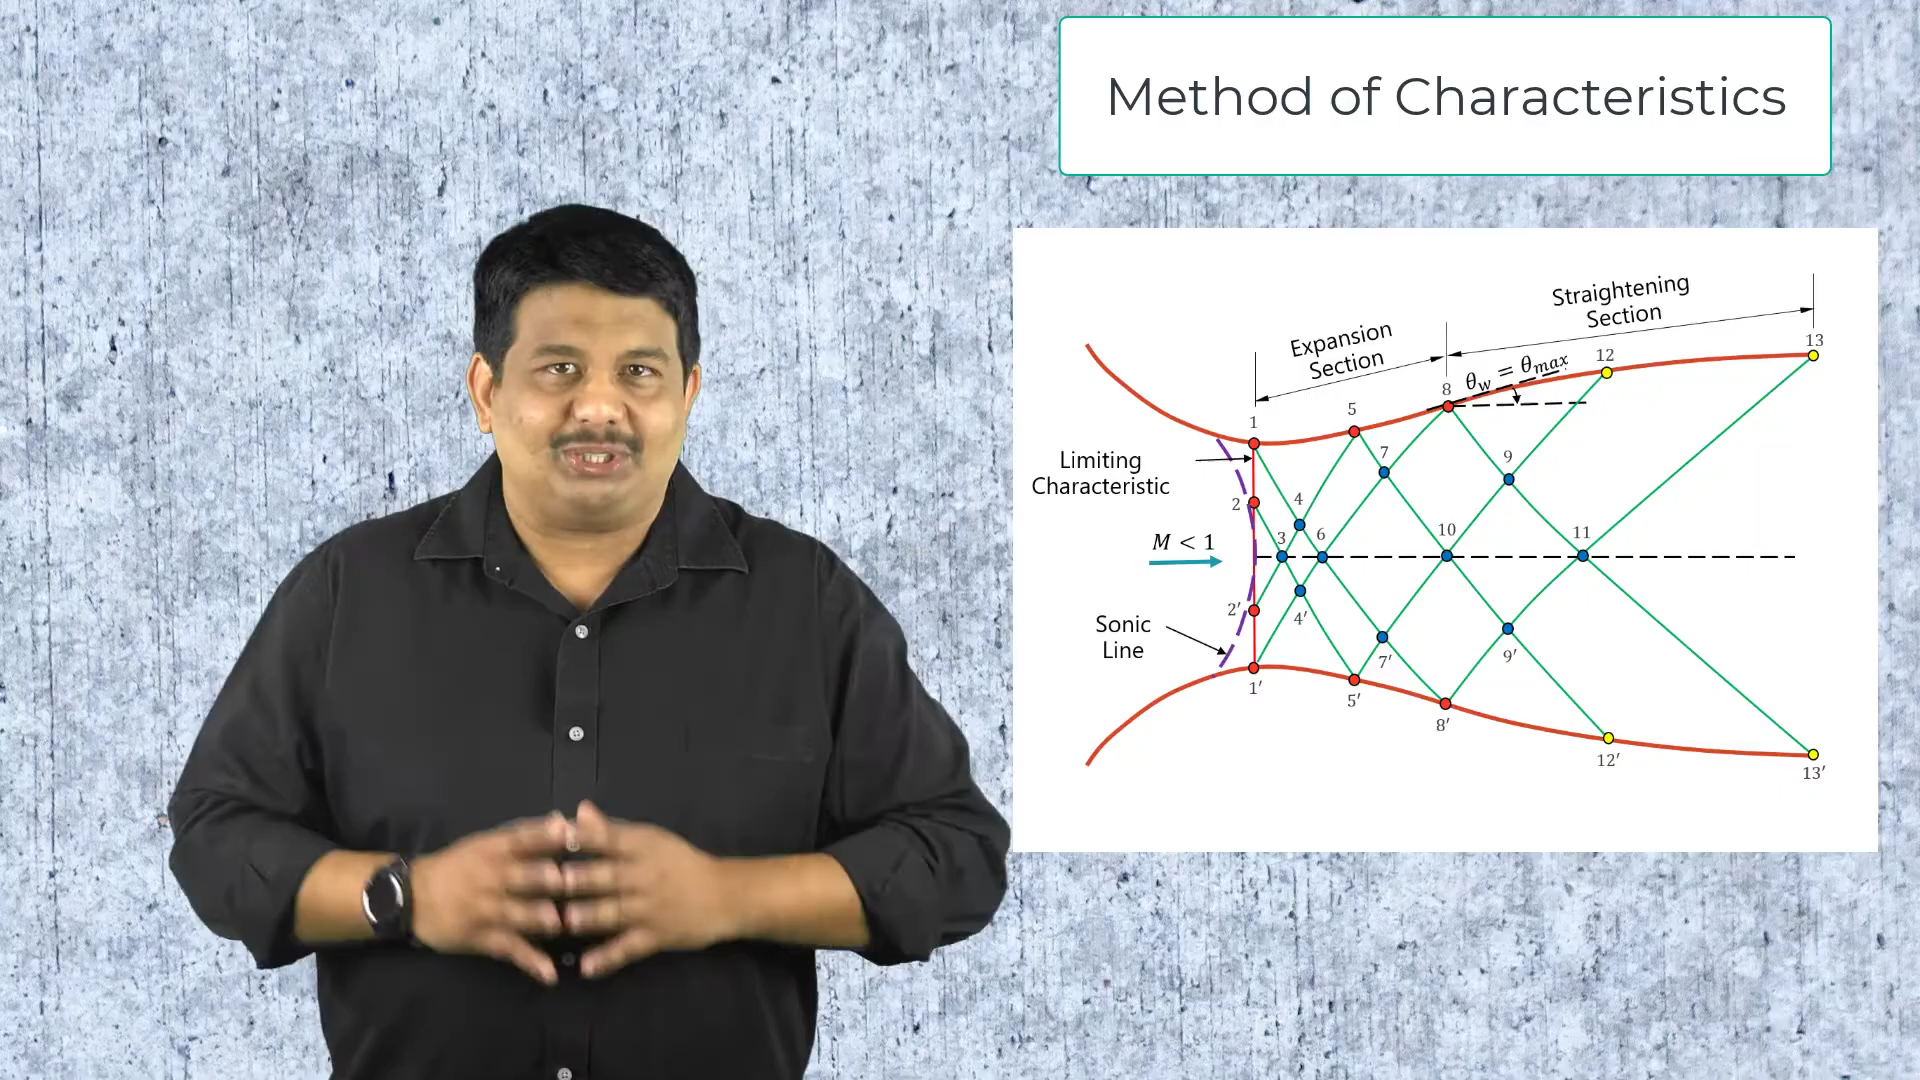 Method of Characteristics
Straightening
Section
Expansion
Section
13
12
θw = θmax
8
5
1
Limiting
Characteristic
7
9
4
2
3
6
10
11
M < 1
2′
4′
Sonic
Line
7′
9′
1′
5′
8′
12′
13′